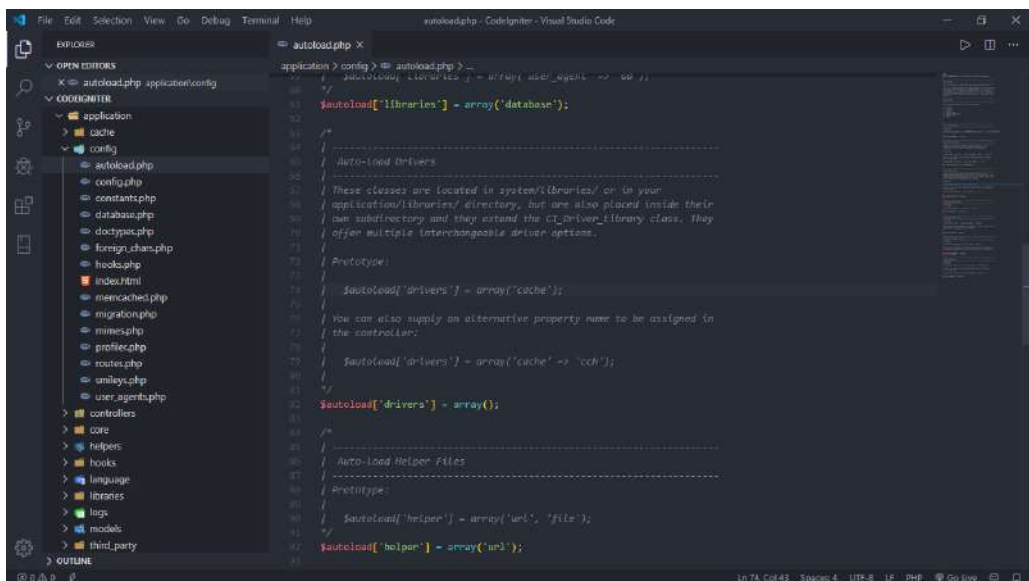 File Edit Selection View Go Debug Terminal Help
autoload.php - CodeIgniter - Visual Studio Code
EXPLORER
OPEN EDITORS
autoload.php application\config
CODEIGNITER
application
cache
config
autoload.php
config.php
constants.php
database.php
doctypes.php
foreign_chars.php
hooks.php
index.html
memcached.php
migration.php
mimes.php
profiler.php
routes.php
smileys.php
user_agents.php
controllers
core
helpers
hooks
language
libraries
logs
models
third_party
OUTLINE
autoload.php
application > config > autoload.php > ...
| $autoload['libraries'] = array('user_agent' => 'ua');
*/
$autoload['libraries'] = array('database');
/*
| -------------------------------------------------------------------
| Auto-load Drivers
| -------------------------------------------------------------------
| These classes are located in system/libraries/ or in your
| application/libraries/ directory, but are also placed inside their
| own subdirectory and they extend the CI_Driver_Library class. They
| offer multiple interchangeable driver options.
|
| Prototype:
|
| $autoload['drivers'] = array('cache');
|
| You can also supply an alternative property name to be assigned in
| the controller:
|
| $autoload['drivers'] = array('cache' => 'cch');
|
*/
$autoload['drivers'] = array();
/*
| -------------------------------------------------------------------
| Auto-load Helper Files
| -------------------------------------------------------------------
| Prototype:
|
| $autoload['helper'] = array('url', 'file');
*/
$autoload['helper'] = array('url');
Ln 74, Col 43 Spaces: 4 UTF-8 LF PHP Go Live